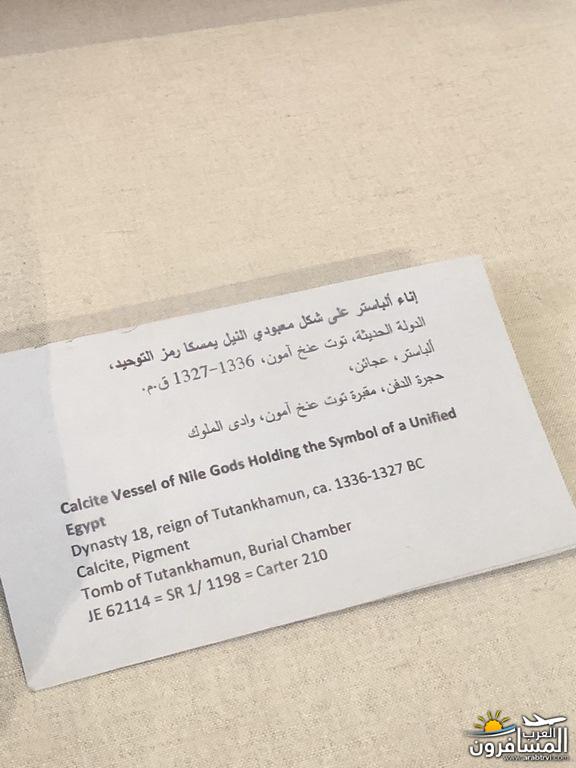 إناء ألباستر على شكل معبودي النيل يمسكا رمز التوحيد،
الدولة الحديثة، توت عنخ آمون، 1336-1327 ق.م.
ألباستر، عجائن،
حجرة الدفن، مقبرة توت عنخ آمون، وادى الملوك
Calcite Vessel of Nile Gods Holding the Symbol of a Unified
Egypt
Dynasty 18, reign of Tutankhamun, ca. 1336-1327 BC
Calcite, Pigment
Tomb of Tutankhamun, Burial Chamber
JE 62114 = SR 1/ 1198 = Carter 210
العرب
المسافرون
www.arabtrvl.com